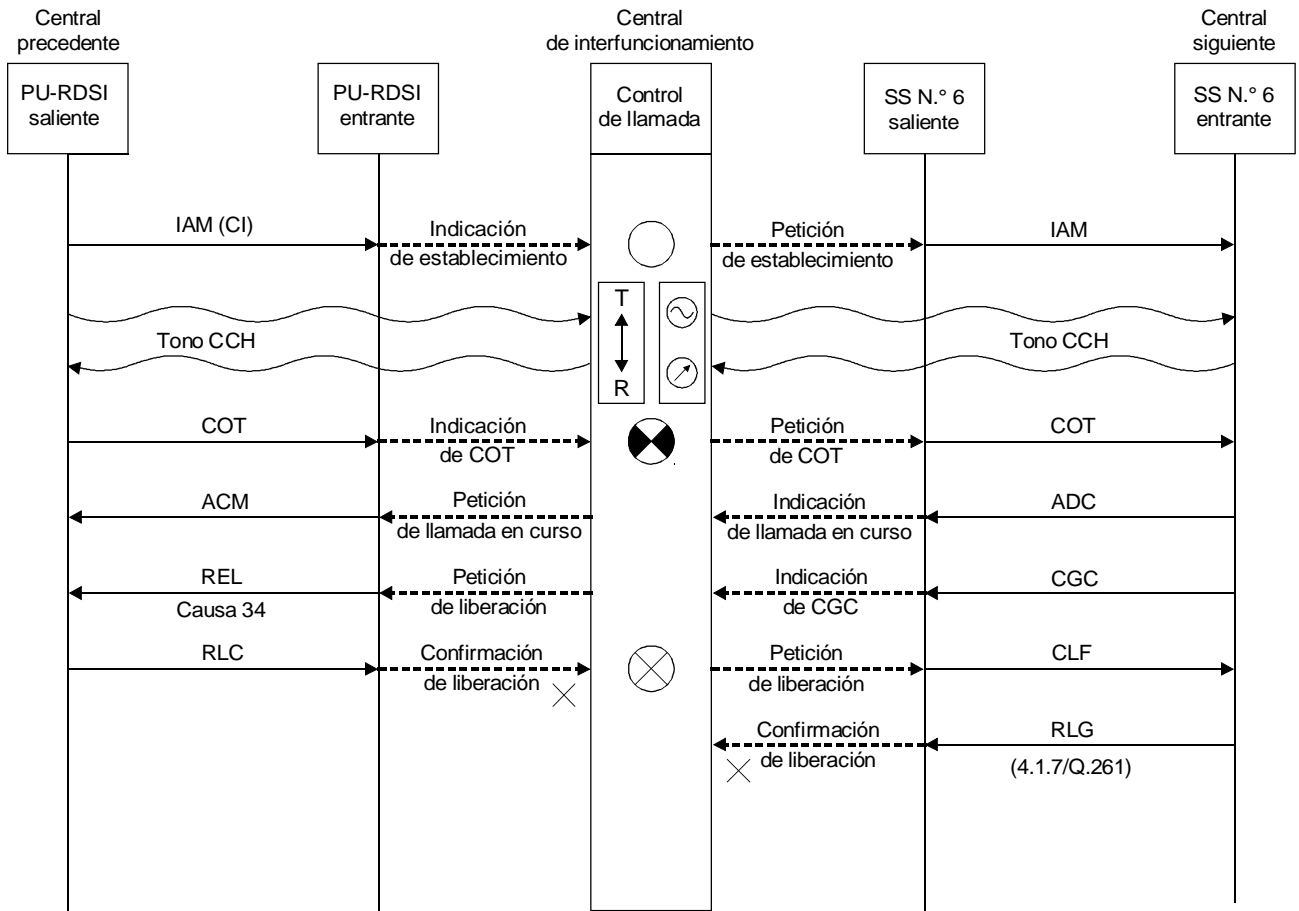 Central
precedente
Central
de interfuncionamiento
Central
siguiente
PU-RDSI
saliente
PU-RDSI
entrante
Control
de llamada
SS N.° 6
saliente
SS N.° 6
entrante
IAM (CI)
Indicación
de establecimiento
Petición
de establecimiento
IAM
T
R
Tono CCH
Tono CCH
COT
Indicación
de COT
Petición
de COT
COT
ACM
Petición
de llamada en curso
Indicación
de llamada en curso
ADC
REL
Causa 34
Petición
de liberación
Indicación
de CGC
CGC
RLC
Confirmación
de liberación
Petición
de liberación
CLF
Confirmación
de liberación
RLG
(4.1.7/Q.261)